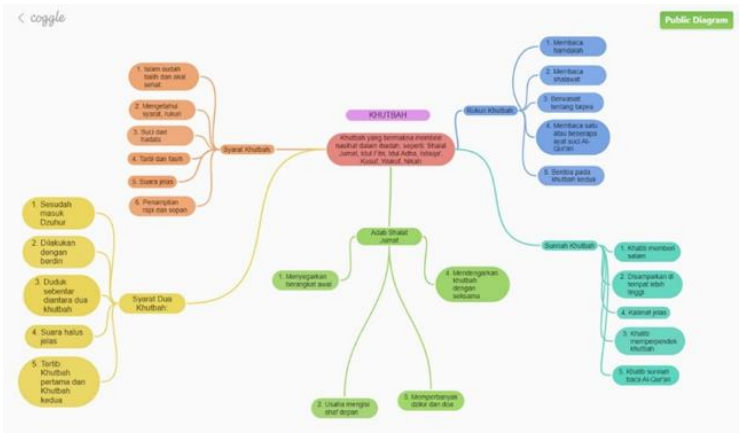 coggle
Public Diagram
KHUTBAH
Khutbah yang bermakna memberi
nasihat dalam ibadah, seperti: Shalat
Jumat, Idul Fitri, Idul Adha, Istisqa',
Kusuf, Wukuf, Nikah
Syarat Khutbah
1. Islam sudah
baligh dan akal
sehat
2. Mengetahui
syarat, rukun
3. Suci dari
hadats
4. Tartil dan fasih
5. Suara jelas
6. Penampilan
rapi dan sopan
Rukun Khutbah
1. Membaca
hamdalah
2. Membaca
shalawat
3. Berwasiat
tentang taqwa
4. Membaca satu
atau beberapa
ayat suci Al-
Qur'an
5. Berdoa pada
khutbah kedua
Syarat Dua
Khutbah
1. Sesudah
masuk
Dzuhur
2. Dilakukan
dengan
berdiri
3. Duduk
sebentar
diantara dua
khutbah
4. Suara halus
jelas
5. Tertib:
Khutbah
pertama dan
Khutbah
kedua
Adab Shalat
Jumat
1. Menyegarkan
berangkat awal
2. Usaha mengisi
shaf depan
3. Memperbanyak
dzikir dan doa
4. Mendengarkan
khutbah
dengan
seksama
Sunnah Khutbah
1. Khatib memberi
salam
2. Disampaikan di
tempat lebih
tinggi
4. Kalimat jelas
3. Khatib
memperpendek
khutbah
5. Khatib sunnah
baca Al-Qur'an